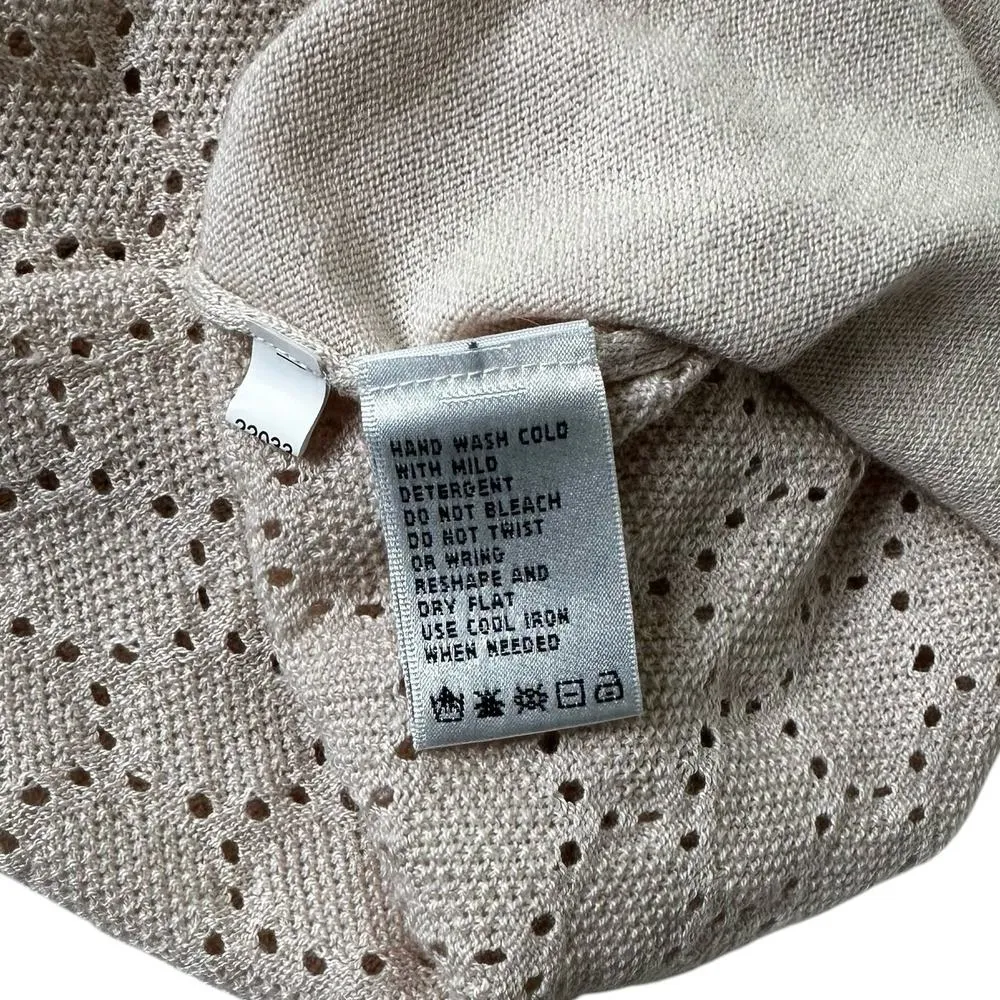 HAND WASH COLD
WITH MILD
DETERGENT
DO NOT BLEACH
DO NOT TWIST
OR WRING
RESHAPE AND
DRY FLAT
USE COOL IRON
WHEN NEEDED